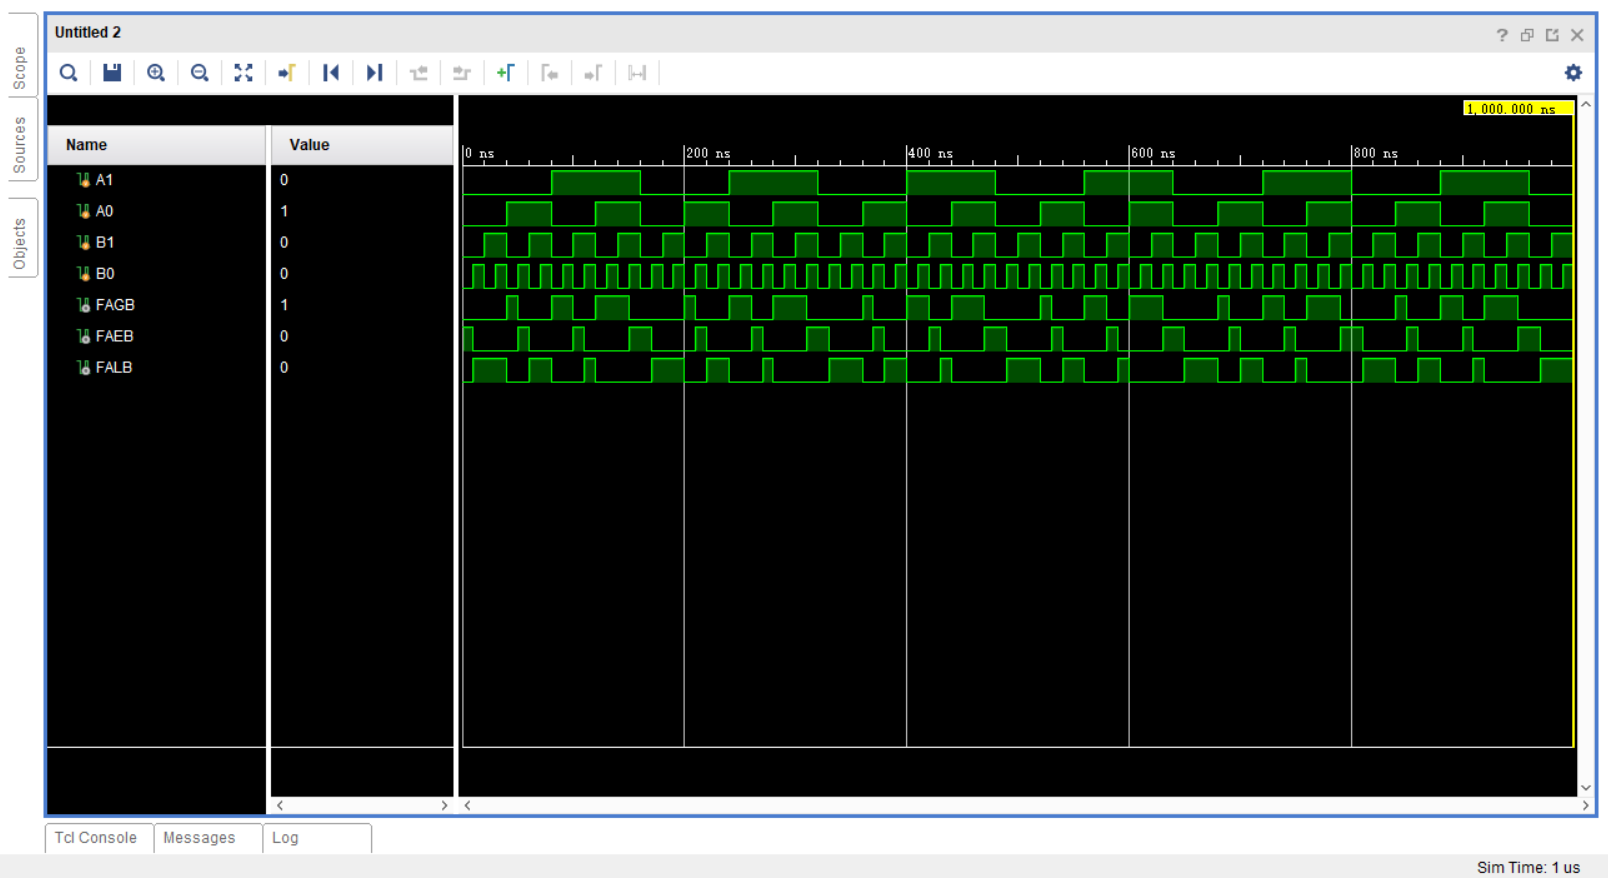 Untitled 2
Scope
Sources
Objects
1,000.000 ns
Name
Value
0 ns
200 ns
400 ns
600 ns
800 ns
A1
0
A0
1
B1
0
B0
0
FAGB
1
FAEB
0
FALB
0
Tcl Console
Messages
Log
Sim Time: 1 us